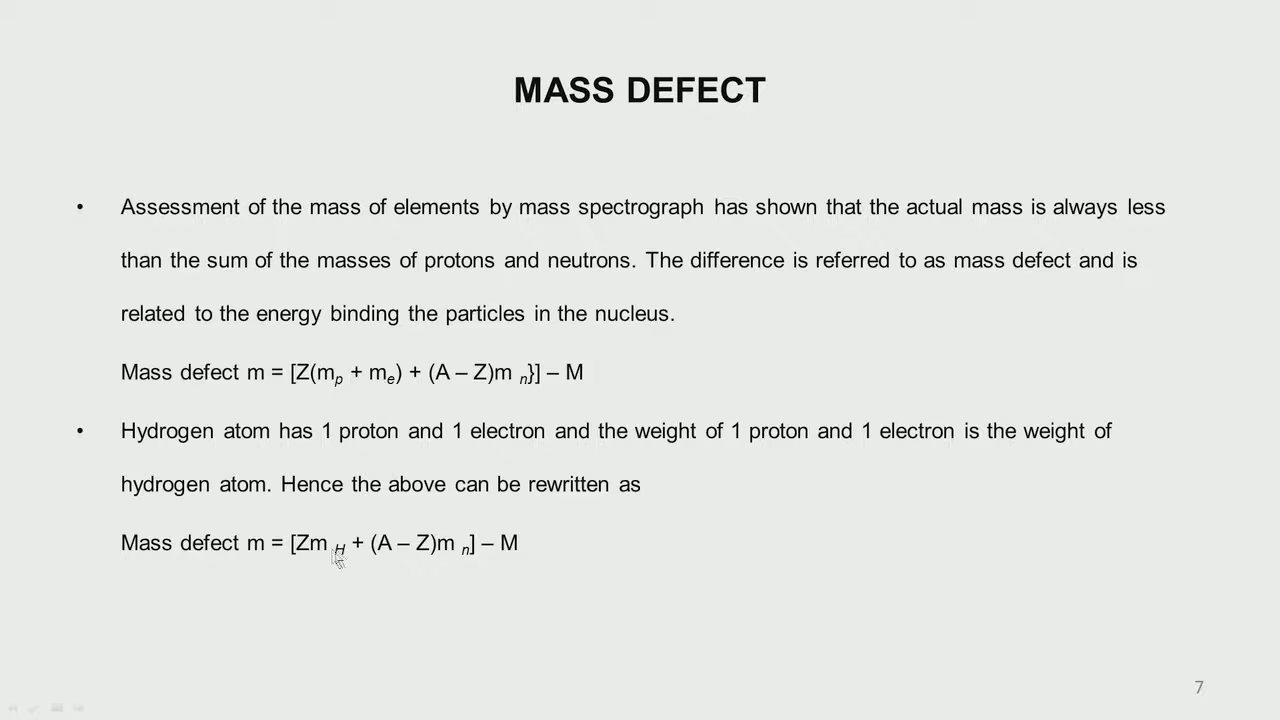 MASS DEFECT
• Assessment of the mass of elements by mass spectrograph has shown that the actual mass is always less
than the sum of the masses of protons and neutrons. The difference is referred to as mass defect and is
related to the energy binding the particles in the nucleus.
Mass defect m = [Z(mp + me) + (A – Z)m n}] – M
• Hydrogen atom has 1 proton and 1 electron and the weight of 1 proton and 1 electron is the weight of
hydrogen atom. Hence the above can be rewritten as
Mass defect m = [Zm H + (A – Z)m n] – M
7